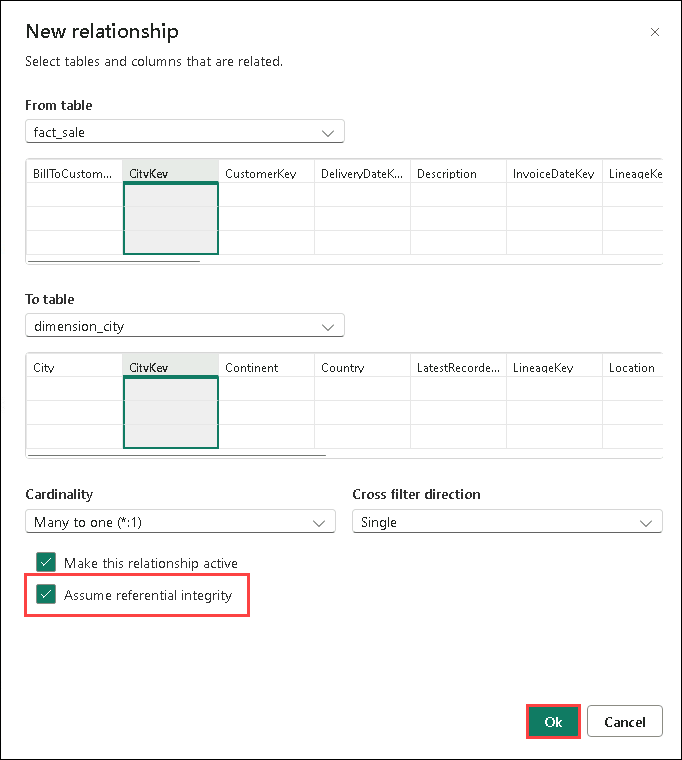 New relationship
Select tables and columns that are related.
From table
fact_sale
BillToCustom... CityKey CustomerKey DeliveryDateK... Description InvoiceDateKey LineageKe
To table
dimension_city
City CityKey Continent Country LatestRecorde... LineageKey Location
Cardinality Cross filter direction
Many to one (*:1) Single
Make this relationship active
Assume referential integrity
Ok Cancel